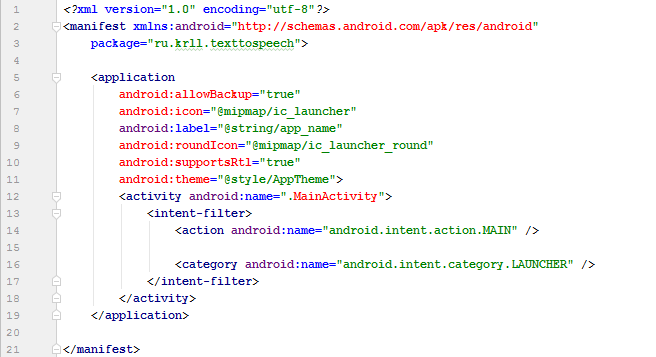 1 <?xml version="1.0" encoding="utf-8"?>
2 <manifest xmlns:android="http://schemas.android.com/apk/res/android"
3     package="ru.krll.texttospeech">
4
5     <application
6         android:allowBackup="true"
7         android:icon="@mipmap/ic_launcher"
8         android:label="@string/app_name"
9         android:roundIcon="@mipmap/ic_launcher_round"
10         android:supportsRtl="true"
11         android:theme="@style/AppTheme">
12         <activity android:name=".MainActivity">
13             <intent-filter>
14                 <action android:name="android.intent.action.MAIN" />
15
16                 <category android:name="android.intent.category.LAUNCHER" />
17             </intent-filter>
18         </activity>
19     </application>
20
21 </manifest>